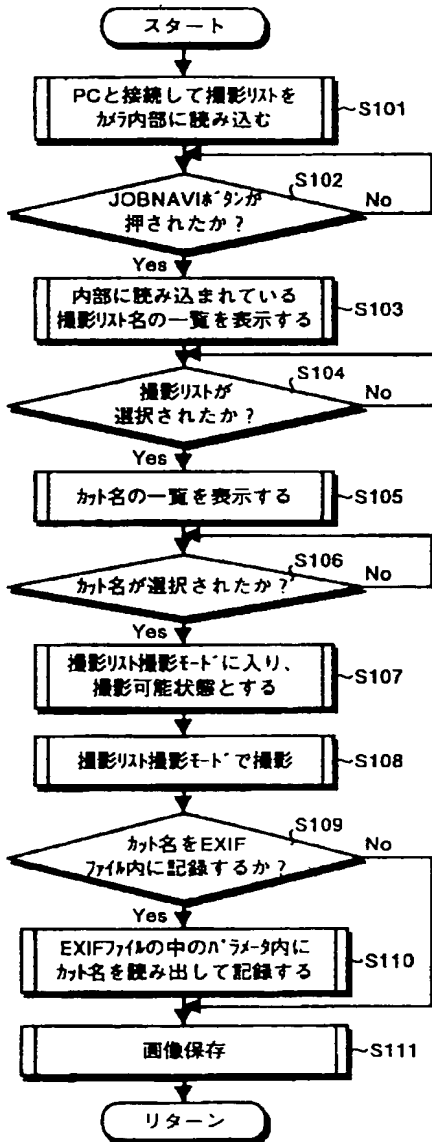 スタート
PCと接続して撮影リストを
カメラ内部に読み込む
S101
S102
JOBNAVIボタンが
押されたか？
No
Yes
内部に読み込まれている
撮影リスト名の一覧を表示する
S103
S104
撮影リストが
選択されたか？
No
Yes
カット名の一覧を表示する
S105
S106
カット名が選択されたか？
No
Yes
撮影リスト撮影モードに入り、
撮影可能状態とする
S107
撮影リスト撮影モードで撮影
S108
S109
カット名をEXIF
ファイル内に記録するか？
No
Yes
EXIFファイルの中のパラメータ内に
カット名を読み出して記録する
S110
画像保存
S111
リターン